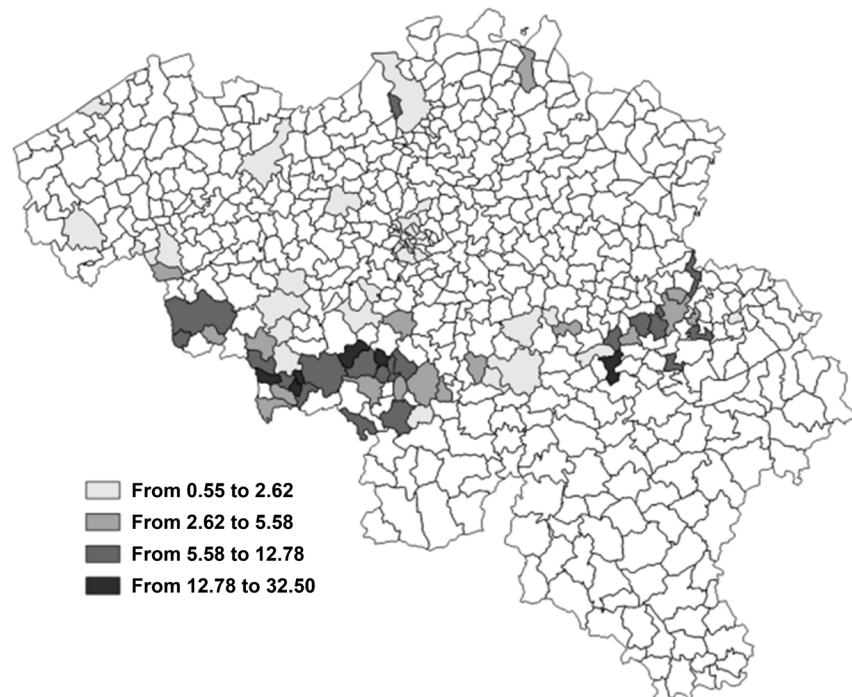 From 0.55 to 2.62
From 2.62 to 5.58
From 5.58 to 12.78
From 12.78 to 32.50